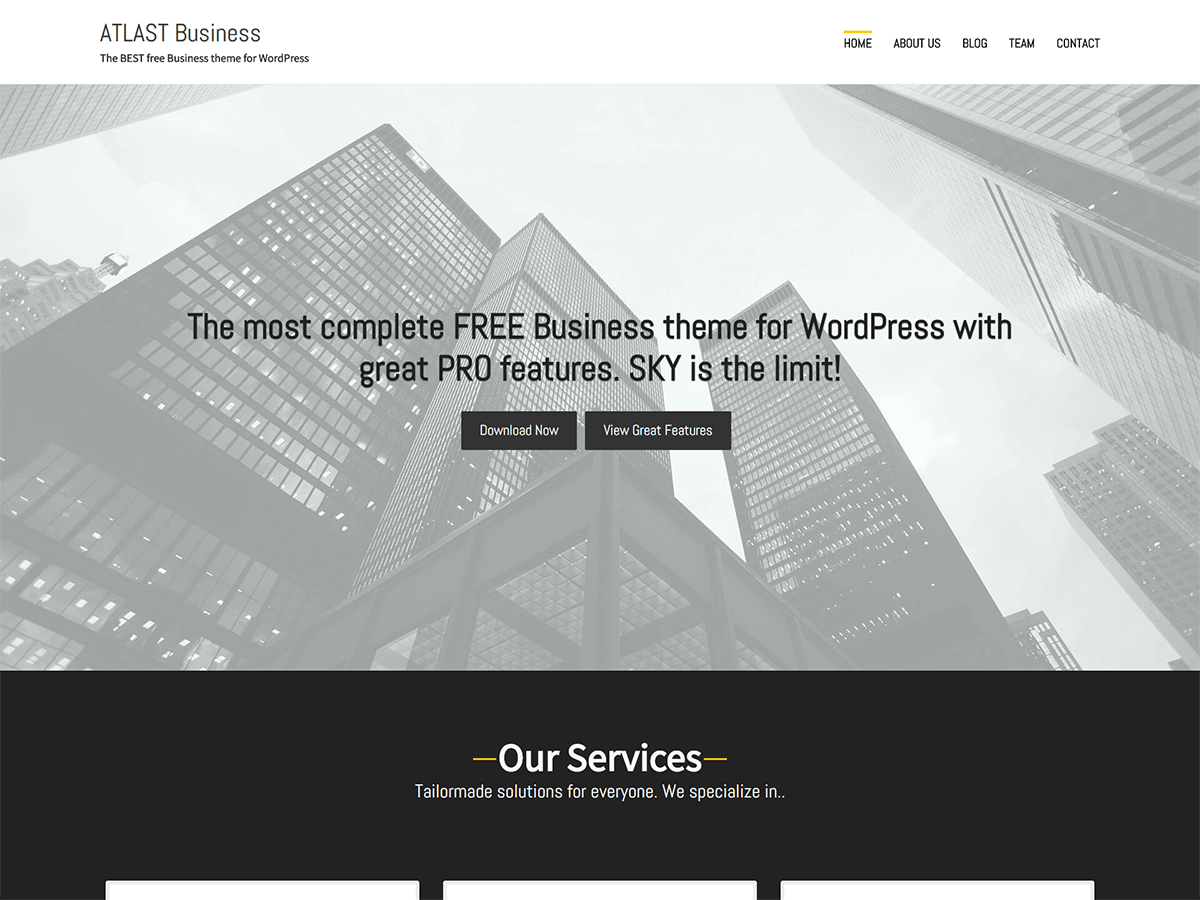 ATLAST Business
The BEST free Business theme for WordPress
HOME ABOUT US BLOG TEAM CONTACT
The most complete FREE Business theme for WordPress with
great PRO features. SKY is the limit!
Download Now View Great Features
Our Services
Tailormade solutions for everyone. We specialize in..